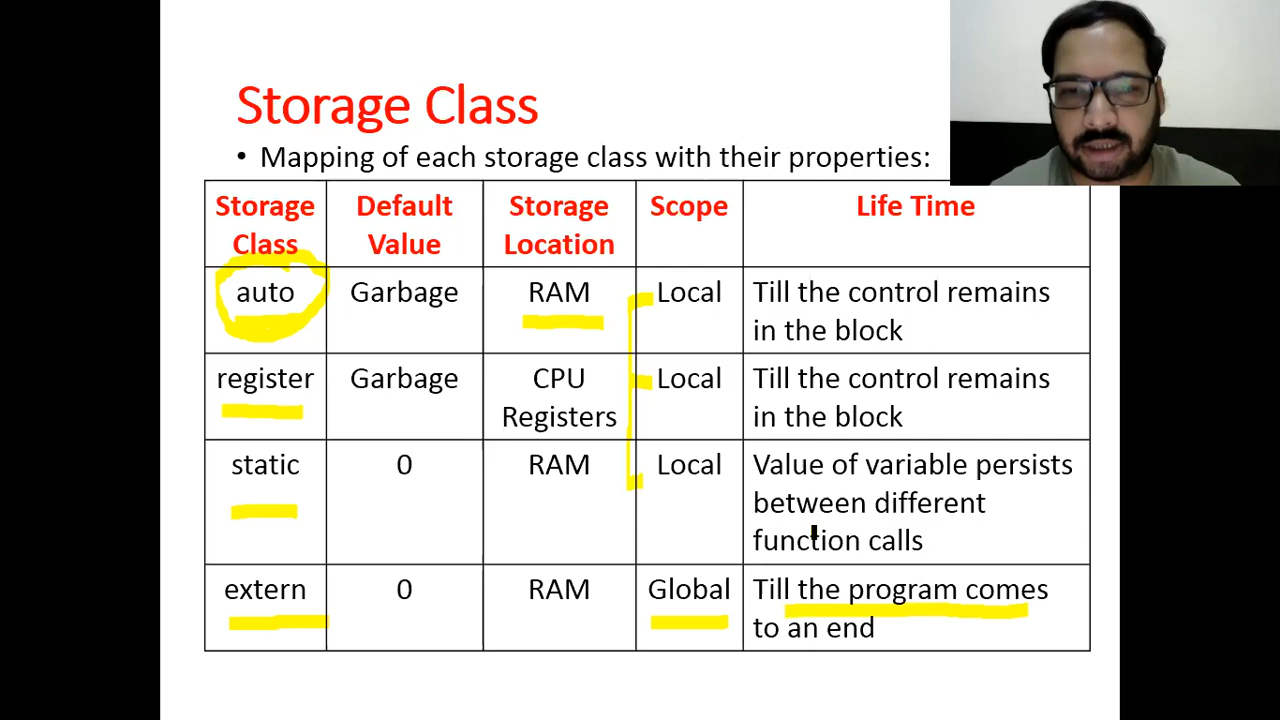 Storage Class
• Mapping of each storage class with their properties:
Storage Class Default Value Storage Location Scope Life Time
auto Garbage RAM Local Till the control remains
in the block
register Garbage CPU Registers Local Till the control remains
in the block
static 0 RAM Local Value of variable persists
between different
function calls
extern 0 RAM Global Till the program comes
to an end